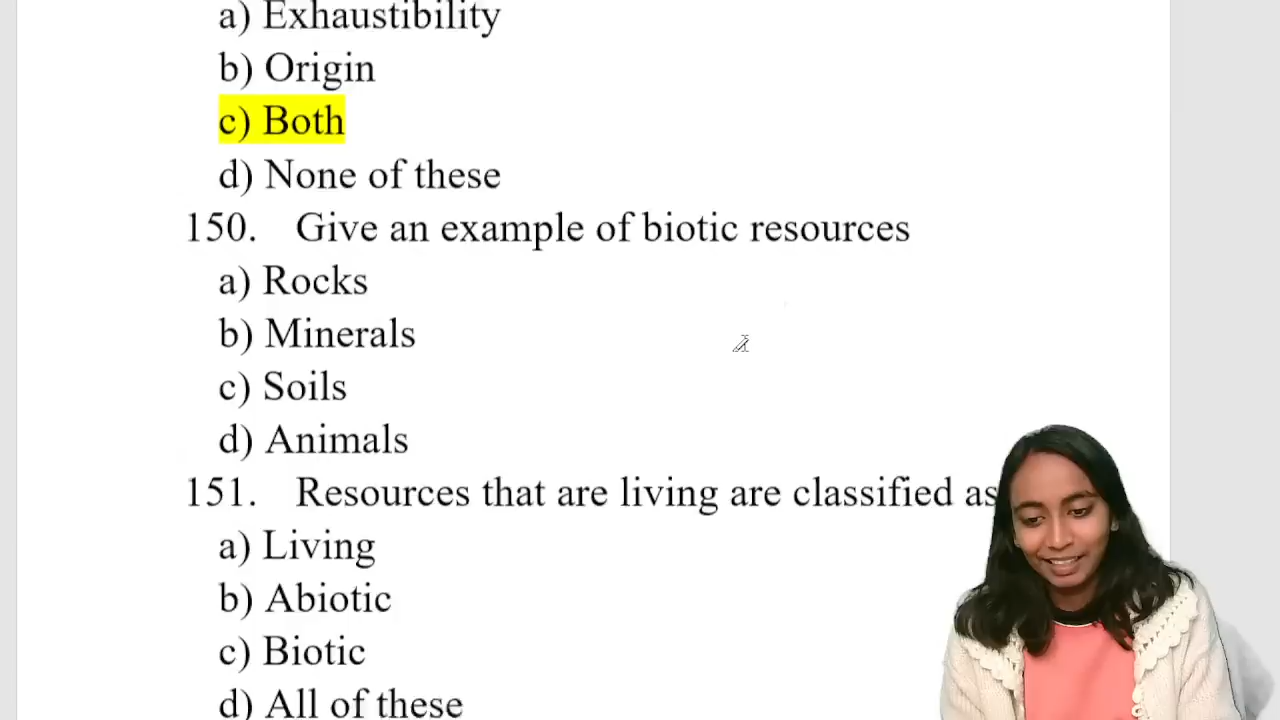 a) Exhaustibility
b) Origin
c) Both
d) None of these
150. Give an example of biotic resources
a) Rocks
b) Minerals
c) Soils
d) Animals
151. Resources that are living are classified as
a) Living
b) Abiotic
c) Biotic
d) All of these